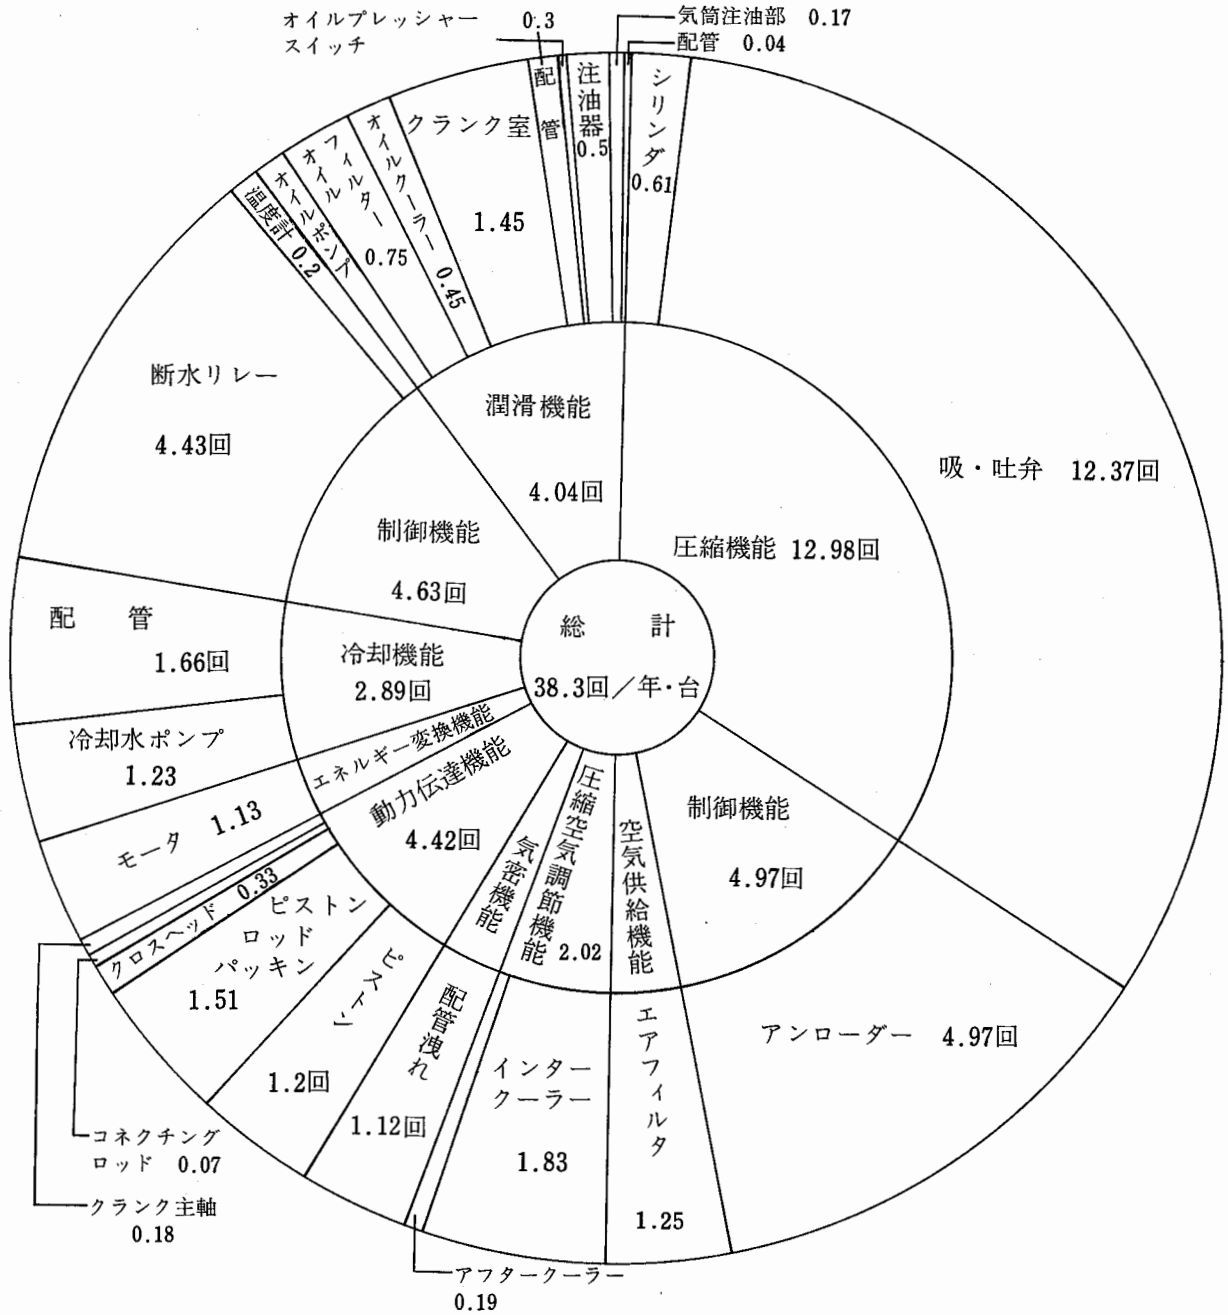 オイルプレッシャー
スイッチ
0.3
気筒注油部 0.17
配管 0.04
配管
注油器
0.5
シリンダ
0.61
クランク室
1.45
オイルクーラー 0.45
オイル
フィルター
0.75
オイルポンプ
温度計 0.2
断水リレー
4.43回
潤滑機能
4.04回
吸・吐弁 12.37回
圧縮機能 12.98回
制御機能
4.63回
総計
38.3回/年・台
配管
1.66回
冷却機能
2.89回
冷却水ポンプ
1.23
エネルギー変換機能
モータ 1.13
動力伝達機能
4.42回
気密機能
圧縮空気調節機能
2.02
空気供給機能
制御機能
4.97回
クロスヘッド 0.33
ピストン
ロッド
パッキン
1.51
ピストン
1.2回
配管洩れ
1.12回
インター
クーラー
1.83
エアフィルタ
1.25
アンローダー 4.97回
コネクチング
ロッド 0.07
クランク主軸
0.18
アフタークーラー
0.19